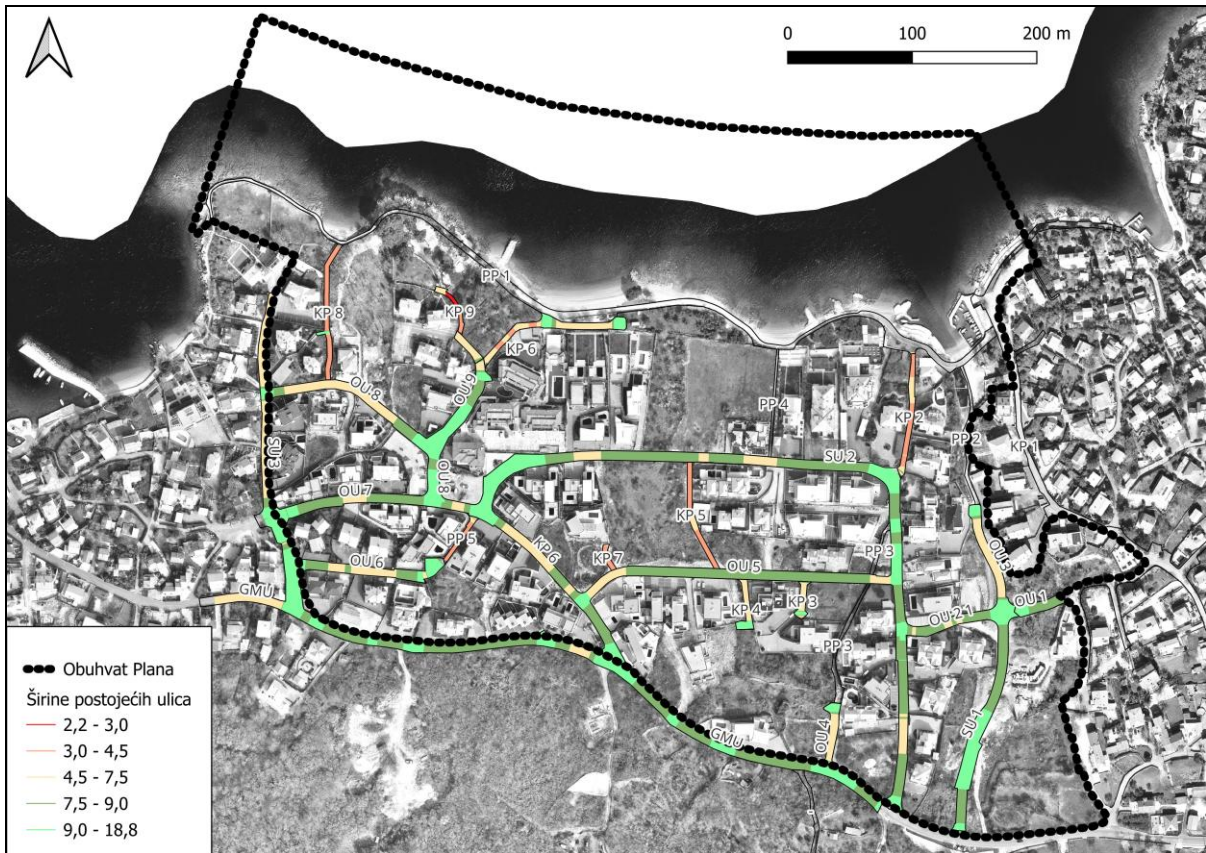 0 100 200 m
PP 1
KP 8
KP 9
KP 6
OU 8
OU 9
PP 4
KP 2
PP 2
KP 1
SU 3
OU 8
SU 2
OU 7
KP 5
PP 5
KP 6
KP 7
PP 3
OU 6
OU 5
OU3
GMU
KP 4
KP 3
OU 2 1
OU 1
PP 3
SU 1
OU 4
GMU
Obuhvat Plana
Širine postojećih ulica
2,2 - 3,0
3,0 - 4,5
4,5 - 7,5
7,5 - 9,0
9,0 - 18,8